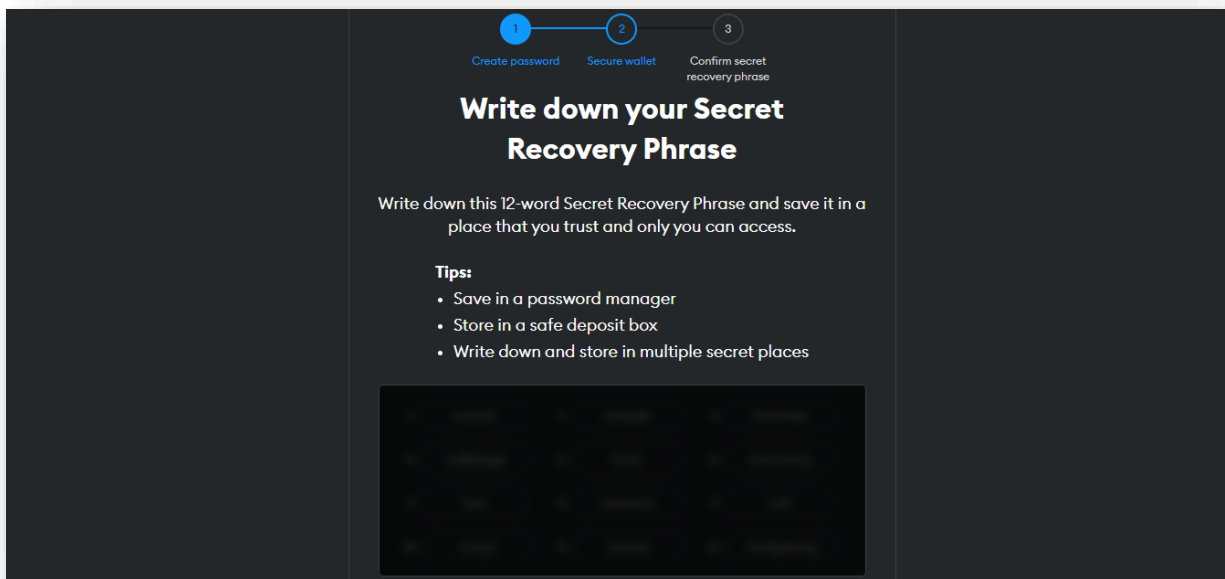 1
2
3
Create password
Secure wallet
Confirm secret
recovery phrase
Write down your Secret
Recovery Phrase
Write down this 12-word Secret Recovery Phrase and save it in a
place that you trust and only you can access.
Tips:
• Save in a password manager
• Store in a safe deposit box
• Write down and store in multiple secret places